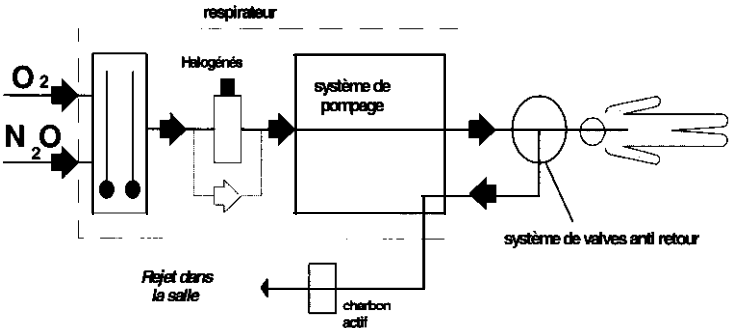 respirateur
Halogénés
O2
N2O
système de
pompage
système de valves anti retour
Rejet dans
la salle
charbon
actif